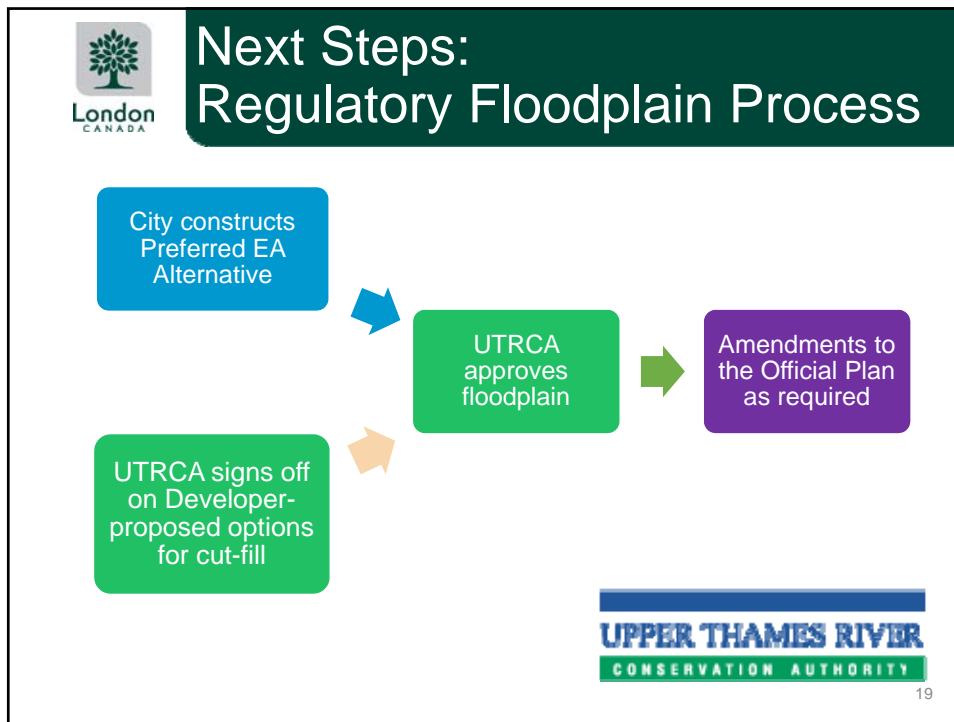 London
CANADA
Next Steps:
Regulatory Floodplain Process
City constructs
Preferred EA
Alternative
UTRCA signs off
on Developer-
proposed options
for cut-fill
UTRCA
approves
floodplain
Amendments to
the Official Plan
as required
UPPER THAMES RIVER
CONSERVATION AUTHORITY
19